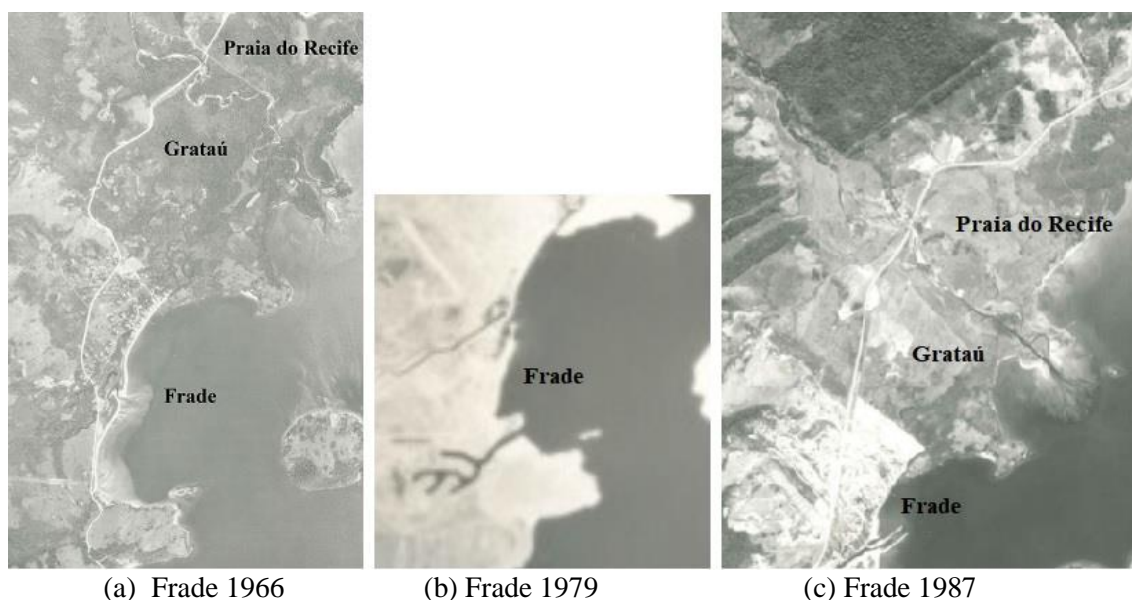 Praia do Recife
Grataú
Frade
Frade
Praia do Recife
Grataú
Frade
(a) Frade 1966
(b) Frade 1979
(c) Frade 1987